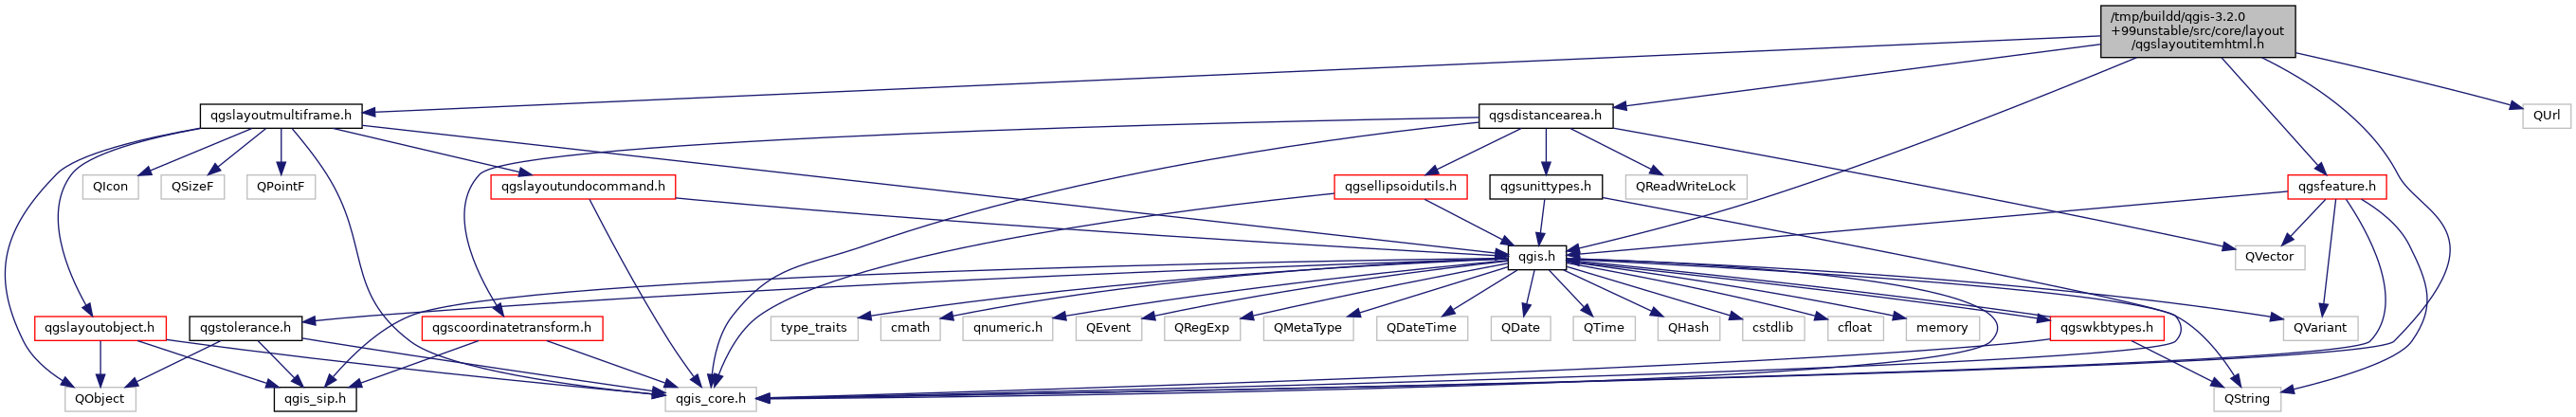 /tmp/buildd/qgis-3.2.0
+99unstable/src/core/layout
/qgslayoutitemhtml.h
qgslayoutmultiframe.h
qgsdistancearea.h
QUrl
QIcon
QSizeF
QPointF
qgslayoutundocommand.h
qgsellipsoidutils.h
qgsunittypes.h
QReadWriteLock
qgsfeature.h
qgis.h
QVector
qgslayoutobject.h
qgstolerance.h
qgscoordinatetransform.h
type_traits
cmath
qnumeric.h
QEvent
QRegExp
QMetaType
QDateTime
QDate
QTime
QHash
cstdlib
cfloat
memory
qgswkbtypes.h
QVariant
QObject
qgis_sip.h
qgis_core.h
QString